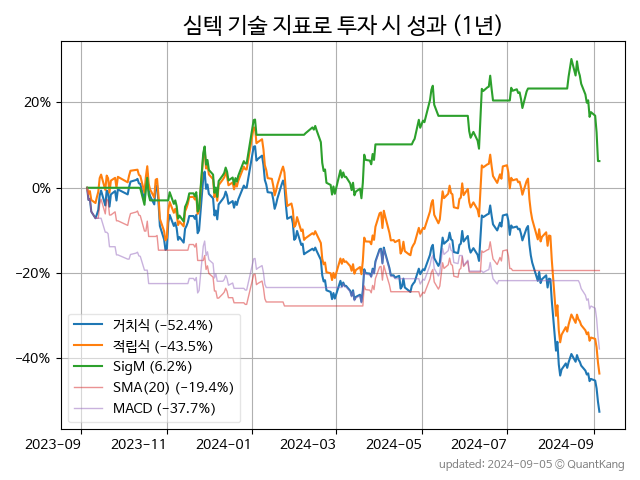 심텍 기술 지표로 투자 시 성과 (1년)
20%
0%
−20%
−40%
거치식 (−52.4%)
적립식 (−43.5%)
SigM (6.2%)
SMA(20) (−19.4%)
MACD (−37.7%)
2023-09 2023-11 2024-01 2024-03 2024-05 2024-07 2024-09
updated: 2024-09-05 © QuantKang